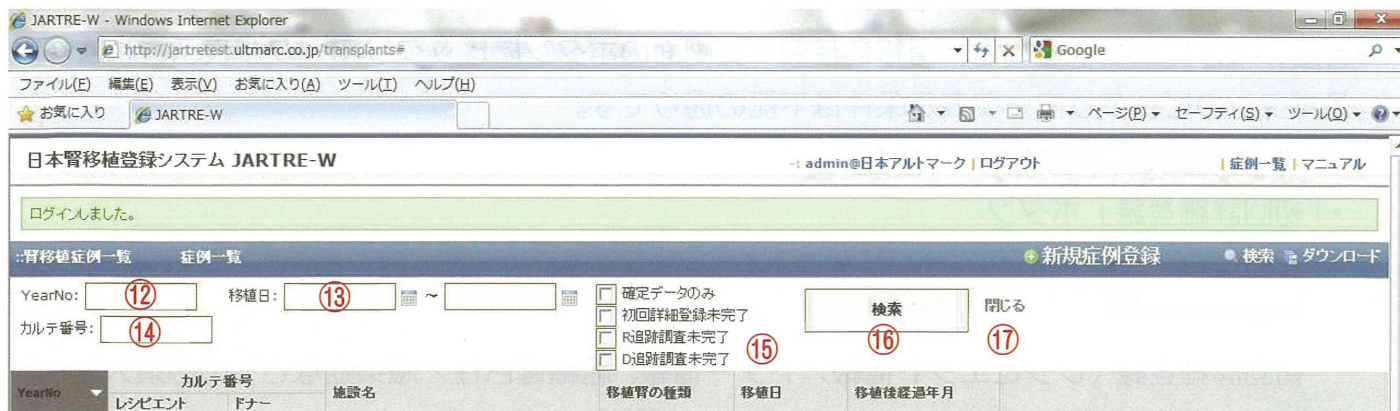 JARTRE-W - Windows Internet Explorer
http://jartretest.ultmarc.co.jp/transplants#
Google
ファイル(F) 編集(E) 表示(V) お気に入り(A) ツール(T) ヘルプ(H)
お気に入り JARTRE-W ページ(P) セーフティ(S) ツール(O)
日本腎移植登録システム JARTRE-W -: admin@日本アルトマーク | ログアウト | 症例一覧 | マニュアル
ログインしました。
::腎移植症例一覧 症例一覧 新規症例登録 検索 ダウンロード
YearNo: ⑫ 移植日: ⑬ ~
カルテ番号: ⑭
確定データのみ
初回詳細登録未完了
R追跡調査未完了
D追跡調査未完了
⑮
検索
⑯
閉じる
⑰
YearNo カルテ番号 施設名 移植腎の種類 移植日 移植後経過年月
レシピエント ドナー